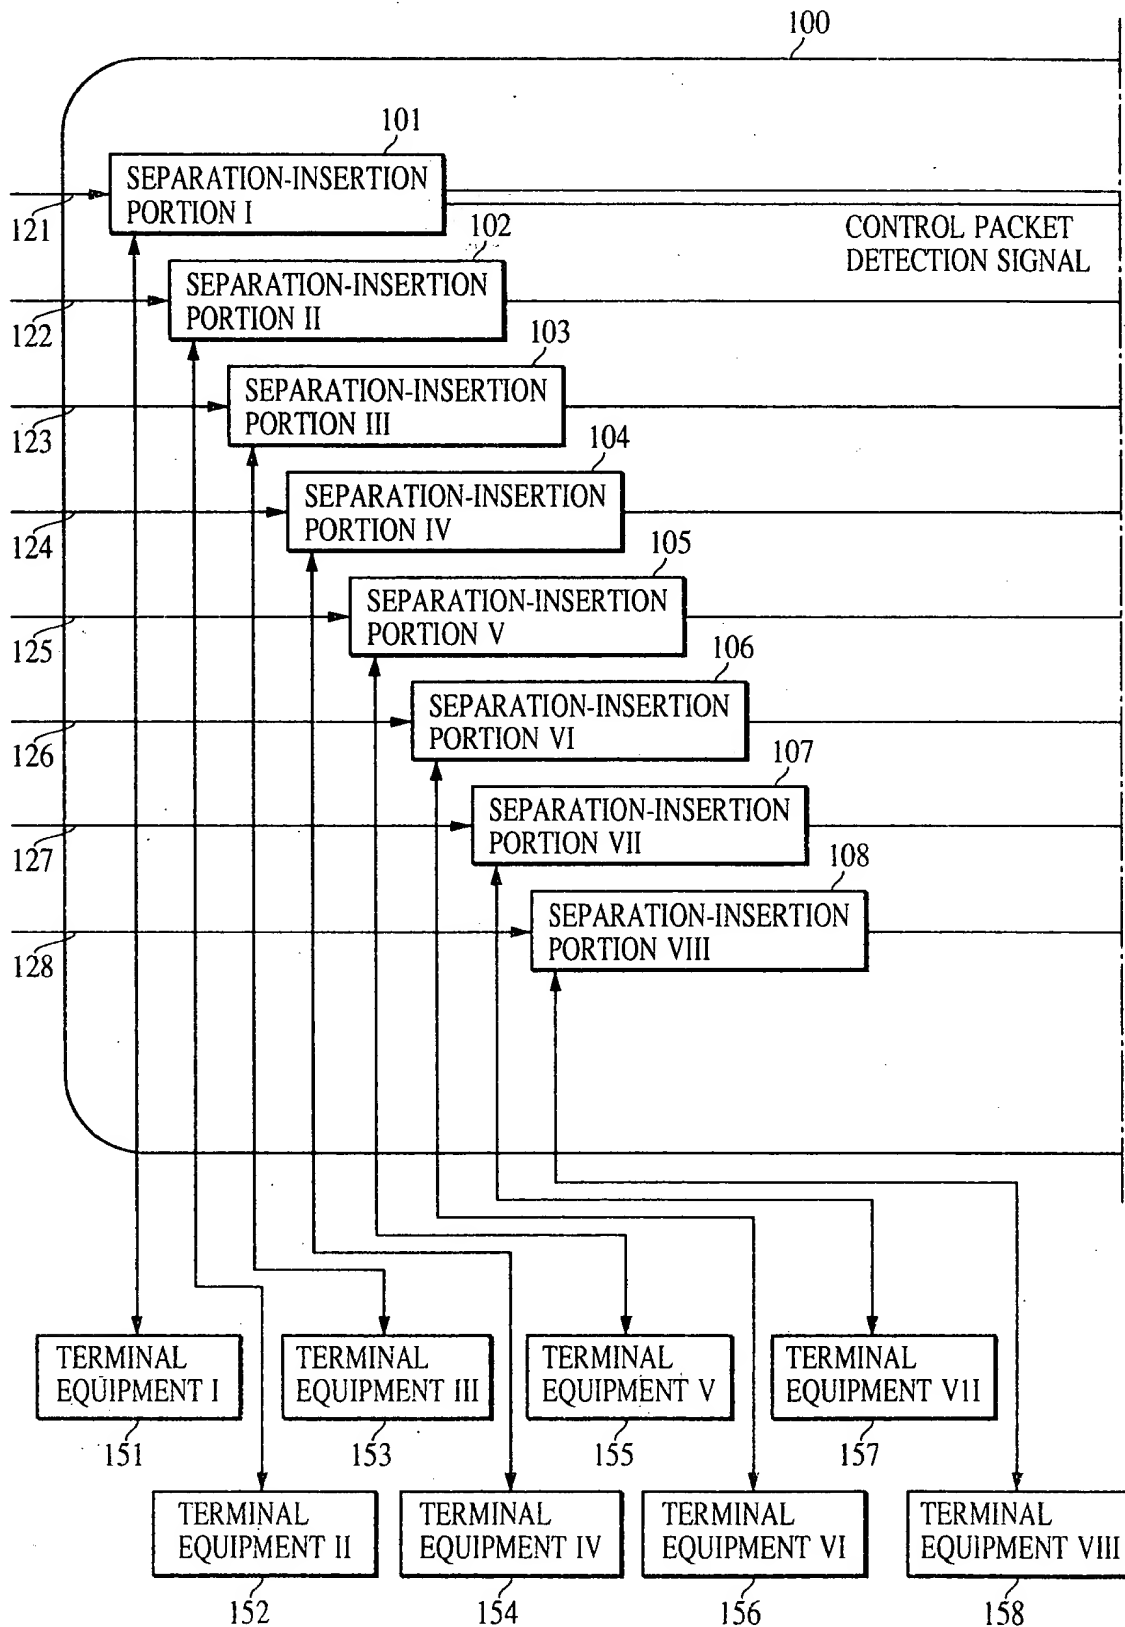 100
101
SEPARATION-INSERTION
PORTION I
121
CONTROL PACKET
DETECTION SIGNAL
102
SEPARATION-INSERTION
PORTION II
122
103
SEPARATION-INSERTION
PORTION III
123
104
SEPARATION-INSERTION
PORTION IV
124
105
SEPARATION-INSERTION
PORTION V
125
106
SEPARATION-INSERTION
PORTION VI
126
107
SEPARATION-INSERTION
PORTION VII
127
108
SEPARATION-INSERTION
PORTION VIII
128
TERMINAL
EQUIPMENT I
151
TERMINAL
EQUIPMENT III
153
TERMINAL
EQUIPMENT V
155
TERMINAL
EQUIPMENT V1I
157
TERMINAL
EQUIPMENT II
152
TERMINAL
EQUIPMENT IV
154
TERMINAL
EQUIPMENT VI
156
TERMINAL
EQUIPMENT VIII
158